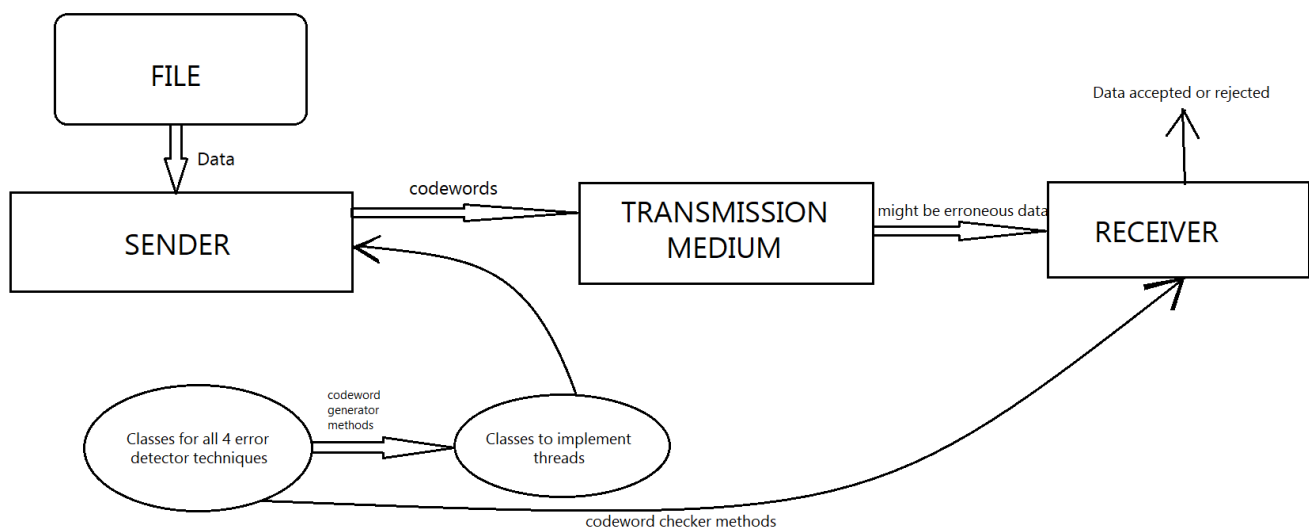 FILE
Data accepted or rejected
Data
codewords
SENDER
TRANSMISSION
MEDIUM
might be erroneous data
RECEIVER
codeword
generator
methods
Classes for all 4 error
detector techniques
Classes to implement
threads
codeword checker methods